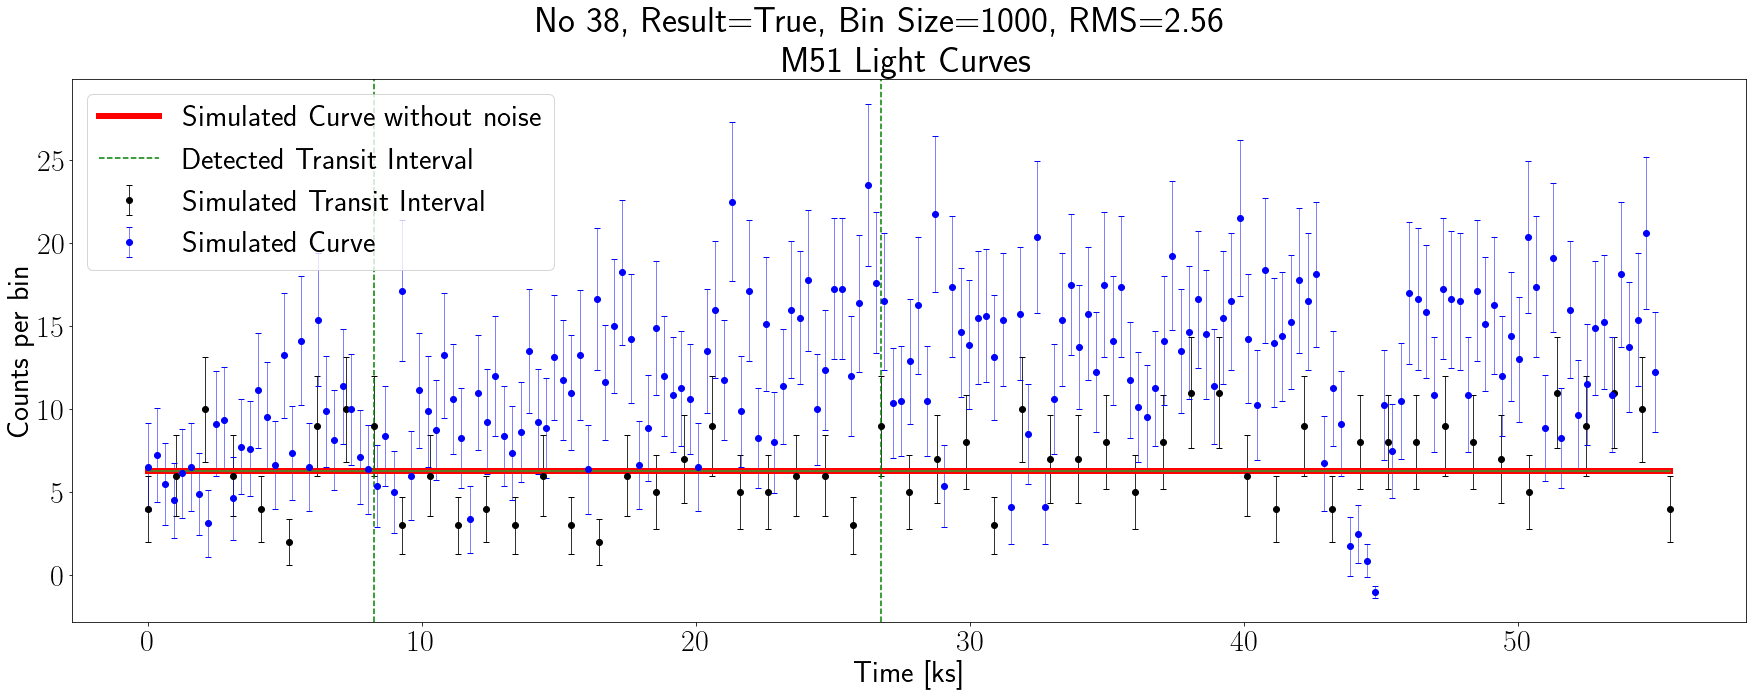 No 38, Result=True, Bin Size=1000, RMS=2.56
M51 Light Curves
Simulated Curve without noise
Detected Transit Interval
Simulated Transit Interval
Simulated Curve
Counts per bin
25
20
15
10
5
0
0 10 20 30 40 50
Time [ks]